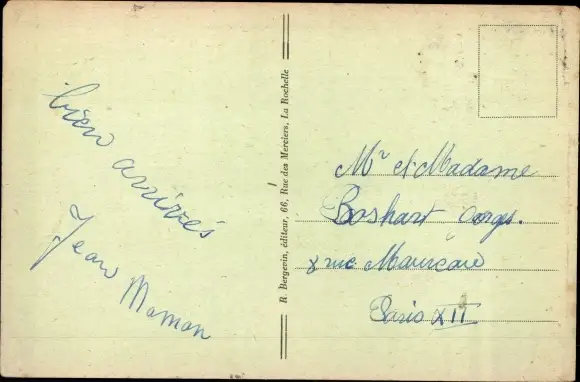 bien arrivés
Jean Maman
R. Bergevin, éditeur, 66, Rue des Merciers, La Rochelle
Mr et Madame
Boshart
8 rue
Paris XII